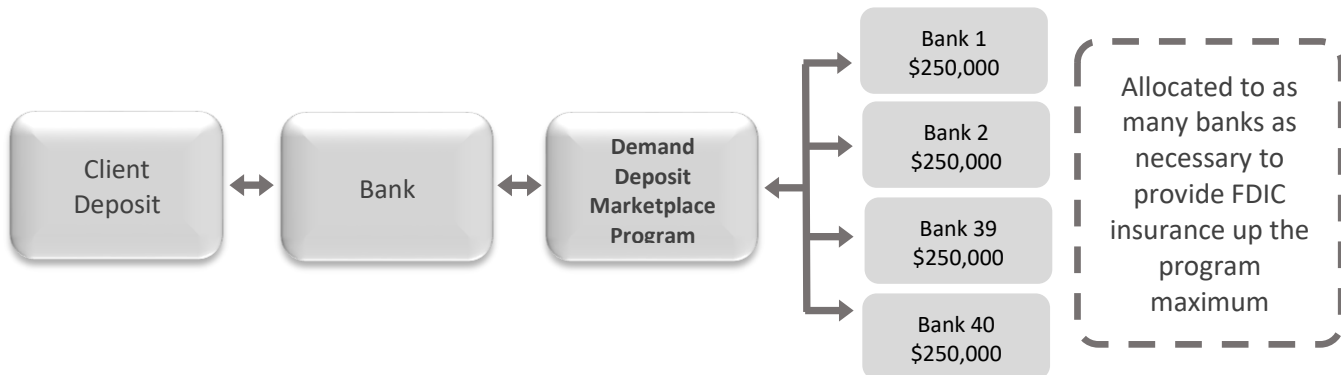 Client
Deposit
Bank
Demand
Deposit
Marketplace
Program
Bank 1
$250,000
Bank 2
$250,000
Bank 39
$250,000
Bank 40
$250,000
Allocated to as
many banks as
necessary to
provide FDIC
insurance up the
program
maximum